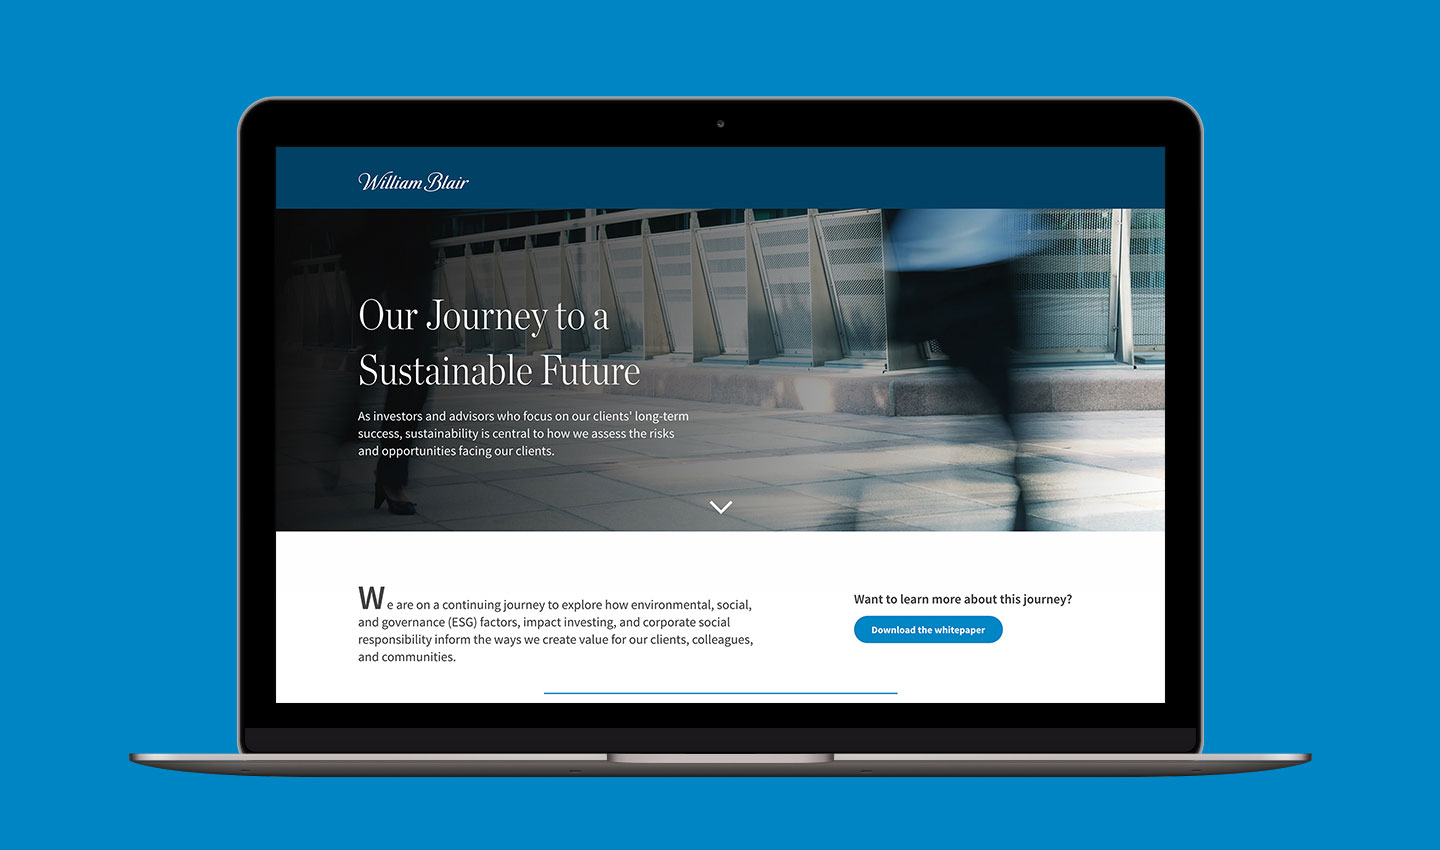 William Blair
Our Journey to a
Sustainable Future
As investors and advisors who focus on our clients' long-term
success, sustainability is central to how we assess the risks
and opportunities facing our clients.
We are on a continuing journey to explore how environmental, social,
and governance (ESG) factors, impact investing, and corporate social
responsibility inform the ways we create value for our clients, colleagues,
and communities.
Want to learn more about this journey?
Download the whitepaper